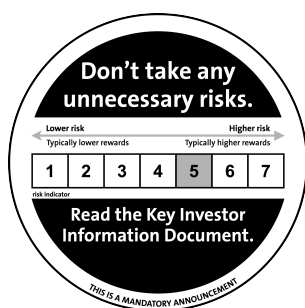 Don't take any
unnecessary risks.
Lower risk Higher risk
Typically lower rewards Typically higher rewards
1 2 3 4 5 6 7
risk indicator
Read the Key Investor
Information Document.
THIS IS A MANDATORY ANNOUNCEMENT